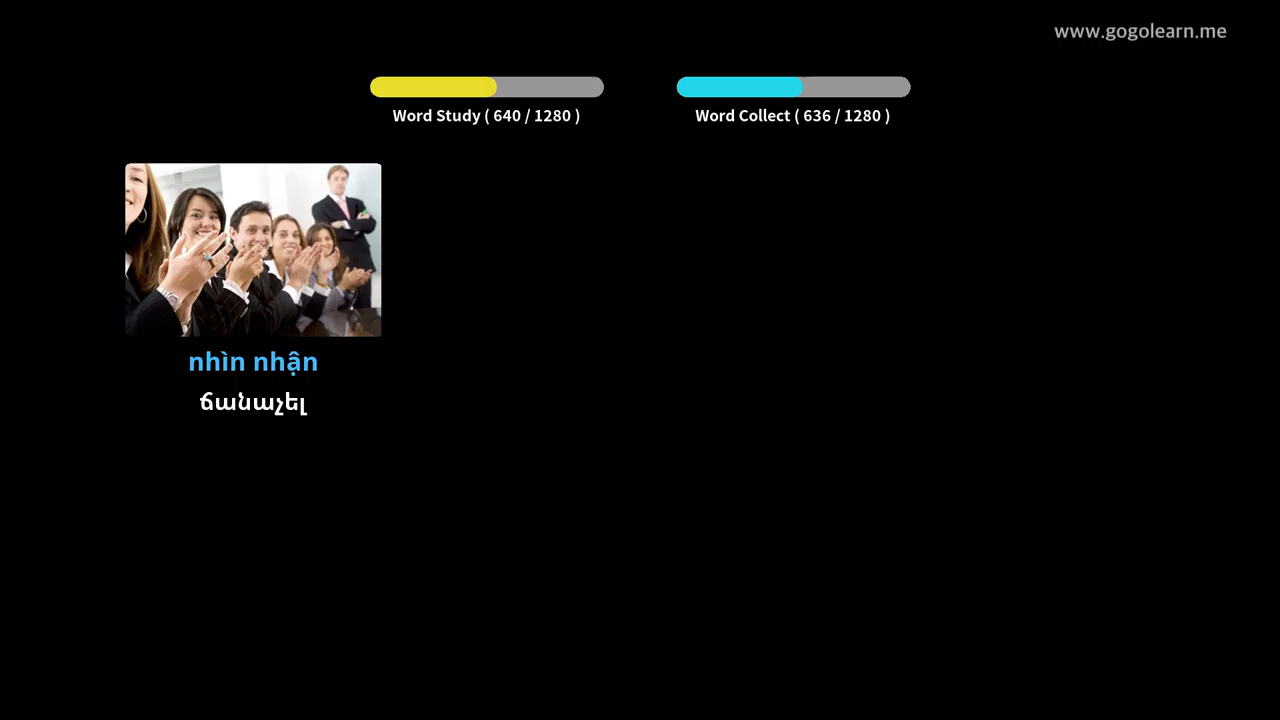 www.gogolearn.me
Word Study ( 640 / 1280 )
Word Collect ( 636 / 1280 )
nhìn nhận
ճանաչել